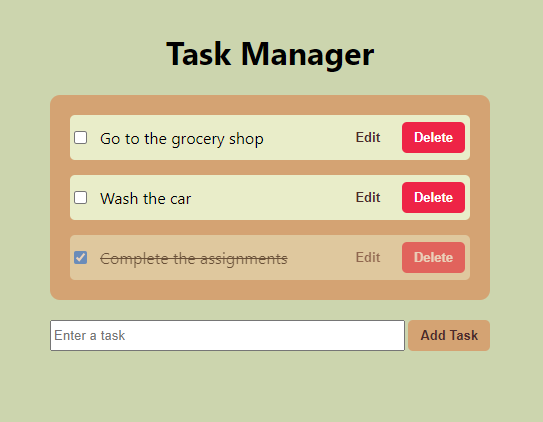 Task Manager
Go to the grocery shop Edit Delete
Wash the car Edit Delete
Complete the assignments Edit Delete
Enter a task Add Task